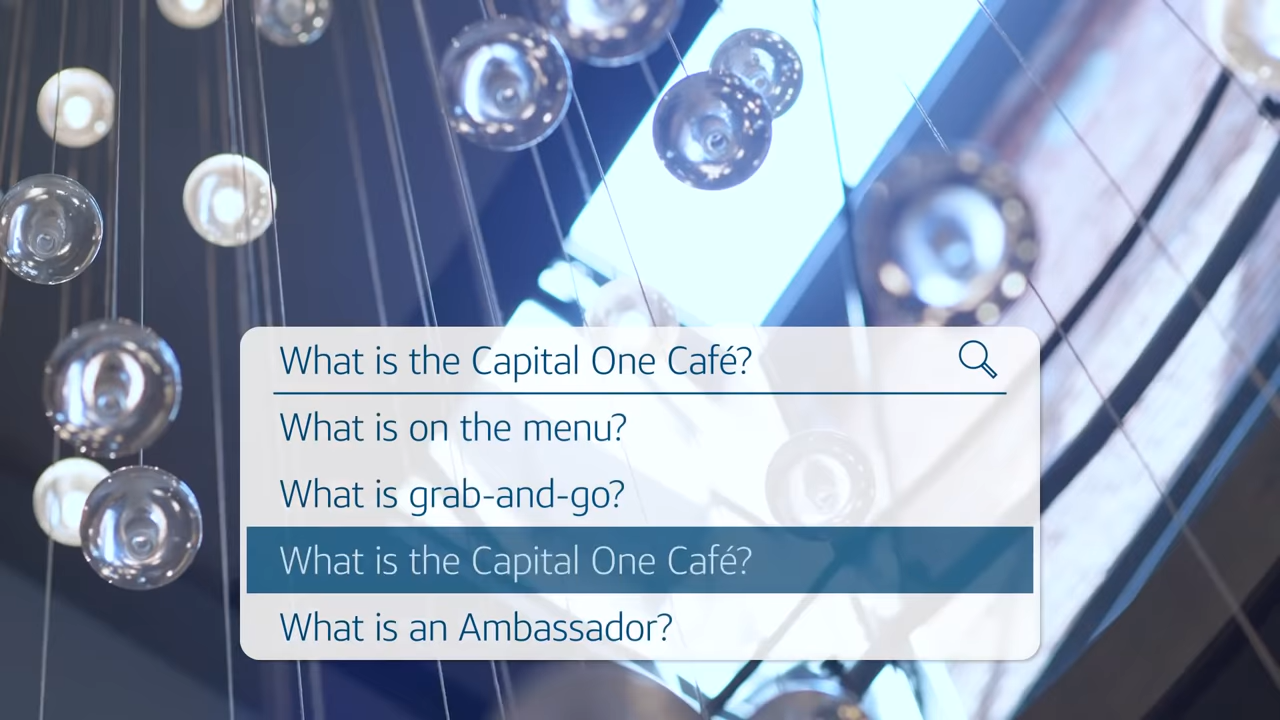 What is the Capital One Café?
What is on the menu?
What is grab-and-go?
What is the Capital One Café?
What is an Ambassador?